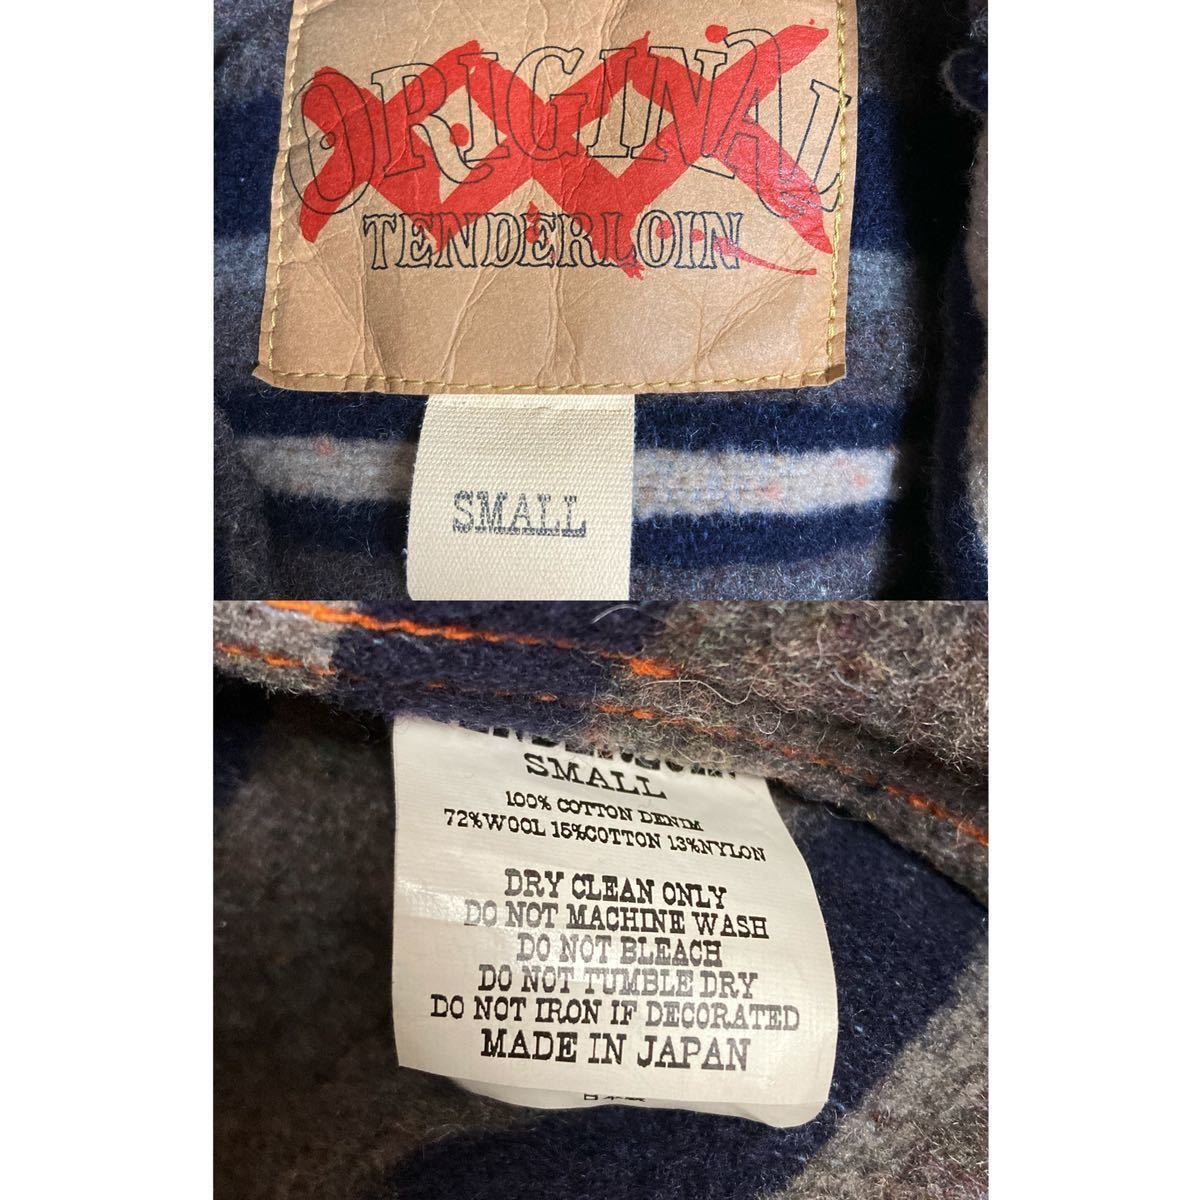 ORIGINAL
TENDERLOIN
SMALL
SMALL
100% COTTON DENIM
72%WOOL 15%COTTON 13%NYLON
DRY CLEAN ONLY
DO NOT MACHINE WASH
DO NOT BLEACH
DO NOT TUMBLE DRY
DO NOT IRON IF DECORATED
MADE IN JAPAN